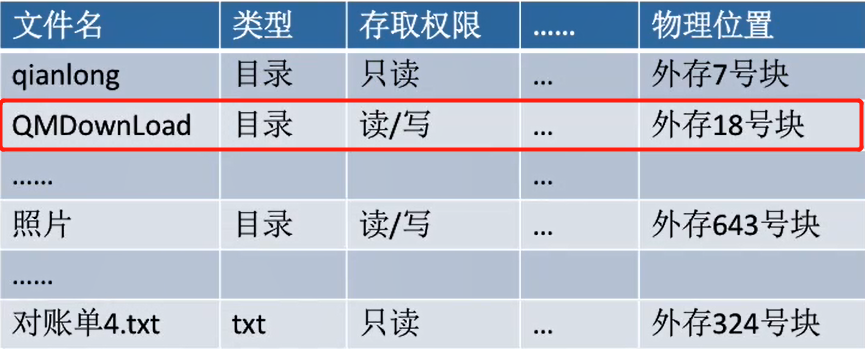 文件名 类型 存取权限 …… 物理位置
qianlong 目录 只读 ... 外存7号块
QMDownLoad 目录 读/写 ... 外存18号块
…… ...
照片 目录 读/写 ... 外存643号块
……
对账单4.txt txt 只读 ... 外存324号块